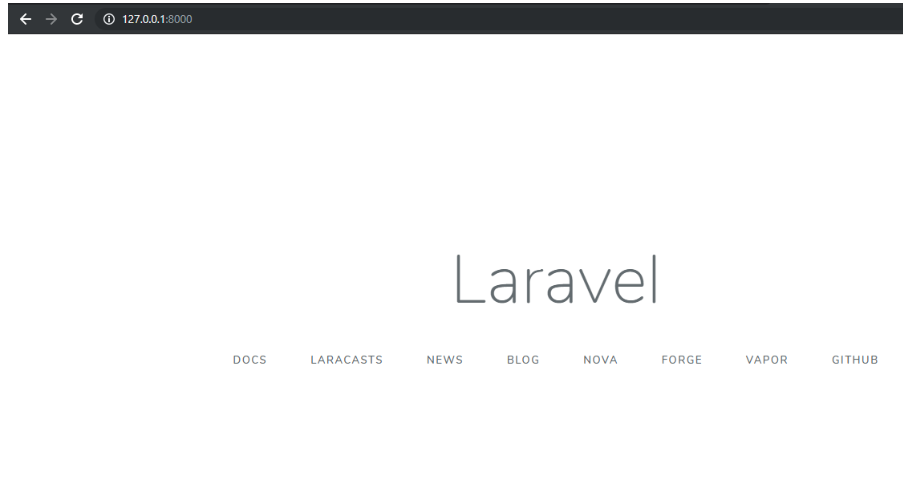 127.0.0.1:8000
Laravel
DOCS LARACASTS NEWS BLOG NOVA FORGE VAPOR GITHUB